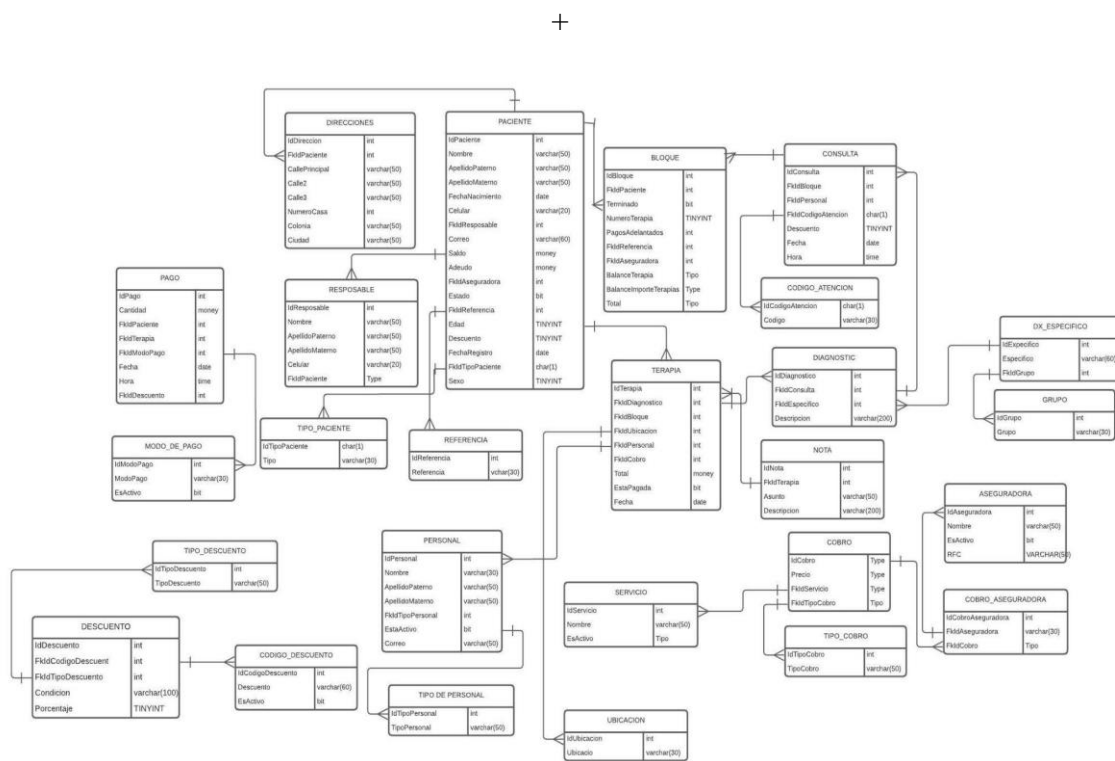 DIRECCIONES
IdDireccion int
FkIdPaciente int
CallePrincipal varchar(50)
Calle2 varchar(50)
Calle3 varchar(50)
NumeroCasa int
Colonia varchar(50)
Ciudad varchar(50)
PACIENTE
IdPaciente int
Nombre varchar(50)
ApellidoPaterno varchar(50)
ApellidoMaterno varchar(50)
FechaNacimiento date
Celular varchar(20)
FkIdResposable int
Correo varchar(60)
Saldo money
Adeudo money
FkIdAseguradora int
Estado bit
FkIdReferencia int
Edad TINYINT
Descuento TINYINT
FechaRegistro date
FkIdTipoPaciente char(1)
Sexo TINYINT
BLOQUE
IdBloque int
FkIdPaciente int
Terminado bit
NumeroTerapia TINYINT
PagosAdelantados int
FkIdReferencia int
FkIdAseguradora int
BalanceTerapia Tipo
BalanceImporteTerapias Type
Total Tipo
CONSULTA
IdConsulta int
FkIdBloque int
FkIdPersonal int
FkIdCodigoAtencion char(1)
Descuento TINYINT
Fecha date
Hora time
PAGO
IdPago int
Cantidad money
FkIdPaciente int
FkIdTerapia int
FkIdModoPago int
Fecha date
Hora time
FkIdDescuento int
RESPOSABLE
IdResposable int
Nombre varchar(50)
ApellidoPaterno varchar(50)
ApellidoMaterno varchar(50)
Celular varchar(20)
FkIdPaciente Type
CODIGO_ATENCION
IdCodigoAtencion char(1)
Codigo varchar(30)
DX_ESPECIFICO
IdExpecifico int
Especifico varchar(60)
FkIdGrupo int
DIAGNOSTIC
IdDiagnostico int
FkIdConsulta int
FkIdEspecifico int
Descripcion varchar(200)
TERAPIA
IdTerapia int
FkIdDiagnostico int
FkIdBloque int
FkIdUbicacion int
FkIdPersonal int
FkIdCobro int
Total money
EstaPagada bit
Fecha date
GRUPO
IdGrupo int
Grupo varchar(30)
TIPO_PACIENTE
IdTipoPaciente char(1)
Tipo varchar(30)
REFERENCIA
IdReferencia int
Referencia vchar(30)
MODO_DE_PAGO
IdModoPago int
ModoPago varchar(30)
EsActivo bit
NOTA
IdNota int
FkIdTerapia int
Asunto varchar(50)
Descripcion varchar(200)
ASEGURADORA
IdAseguradora int
Nombre varchar(50)
EsActivo bit
RFC VARCHAR(50)
PERSONAL
IdPersonal int
Nombre varchar(30)
ApellidoPaterno varchar(50)
ApellidoMaterno varchar(50)
FkIdTipoPersonal int
EstaActivo bit
Correo varchar(50)
COBRO
IdCobro Type
Precio Type
FkIdServicio Type
FkIdTipoCobro Tipo
TIPO_DESCUENTO
IdTipoDescuento int
TipoDescuento varchar(50)
SERVICIO
IdServicio int
Nombre varchar(50)
EsActivo Tipo
COBRO_ASEGURADORA
IdCobroAseguradora int
FkIdAseguradora varchar(30)
FkIdCobro Tipo
DESCUENTO
IdDescuento int
FkIdCodigoDescuent int
FkIdTipoDescuento int
Condicion varchar(100)
Porcentaje TINYINT
CODIGO_DESCUENTO
IdCodigoDescuento int
Descuento varchar(60)
EsActivo bit
TIPO_COBRO
IdTipoCobro int
TipoCobro varchar(50)
TIPO DE PERSONAL
IdTipoPersonal int
TipoPersonal varchar(50)
UBICACION
IdUbicacion int
Ubicacio varchar(30)